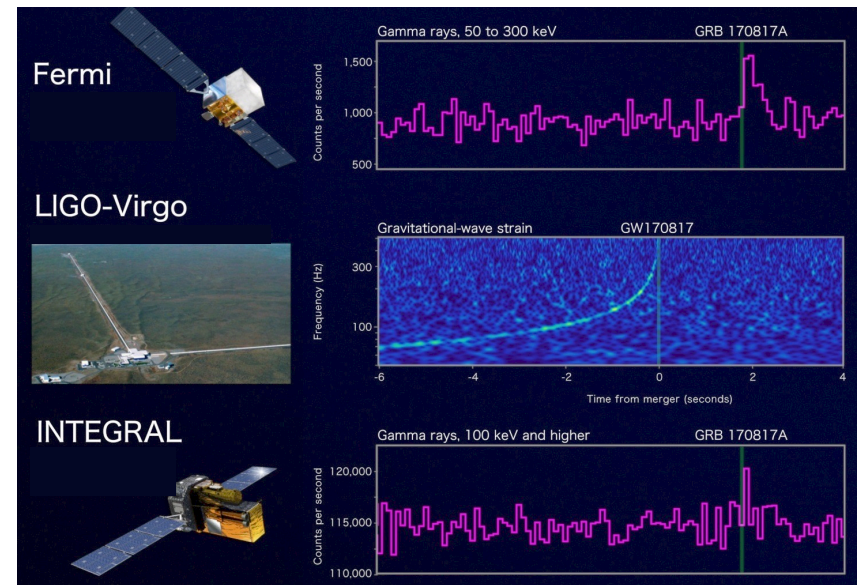 Fermi
Gamma rays, 50 to 300 keV GRB 170817A
Counts per second
1,500
1,000
500
LIGO-Virgo
Gravitational-wave strain GW170817
Frequency (Hz)
300
100
-6 -4 -2 0 2 4
Time from merger (seconds)
INTEGRAL
Gamma rays, 100 keV and higher GRB 170817A
Counts per second
120,000
115,000
110,000